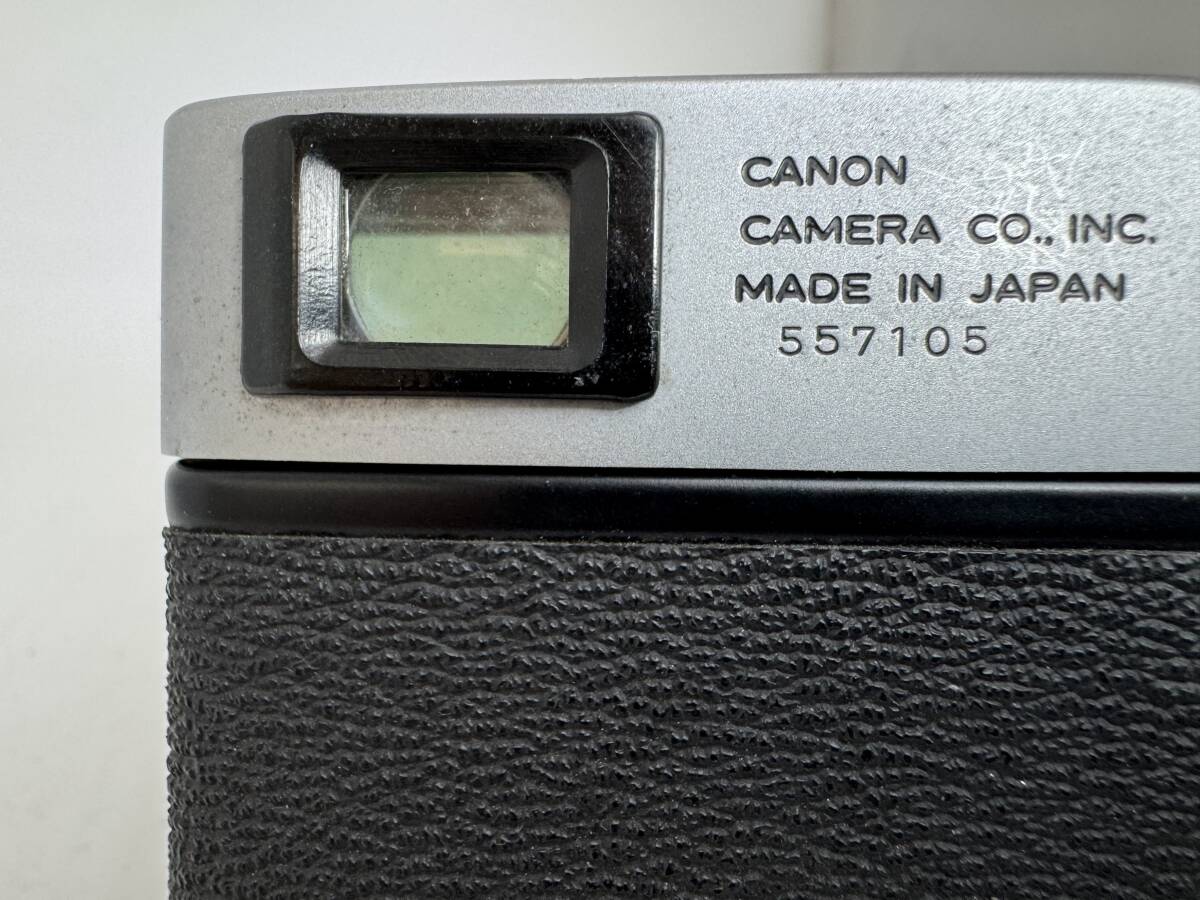 CANON
CAMERA CO., INC.
MADE IN JAPAN
557105